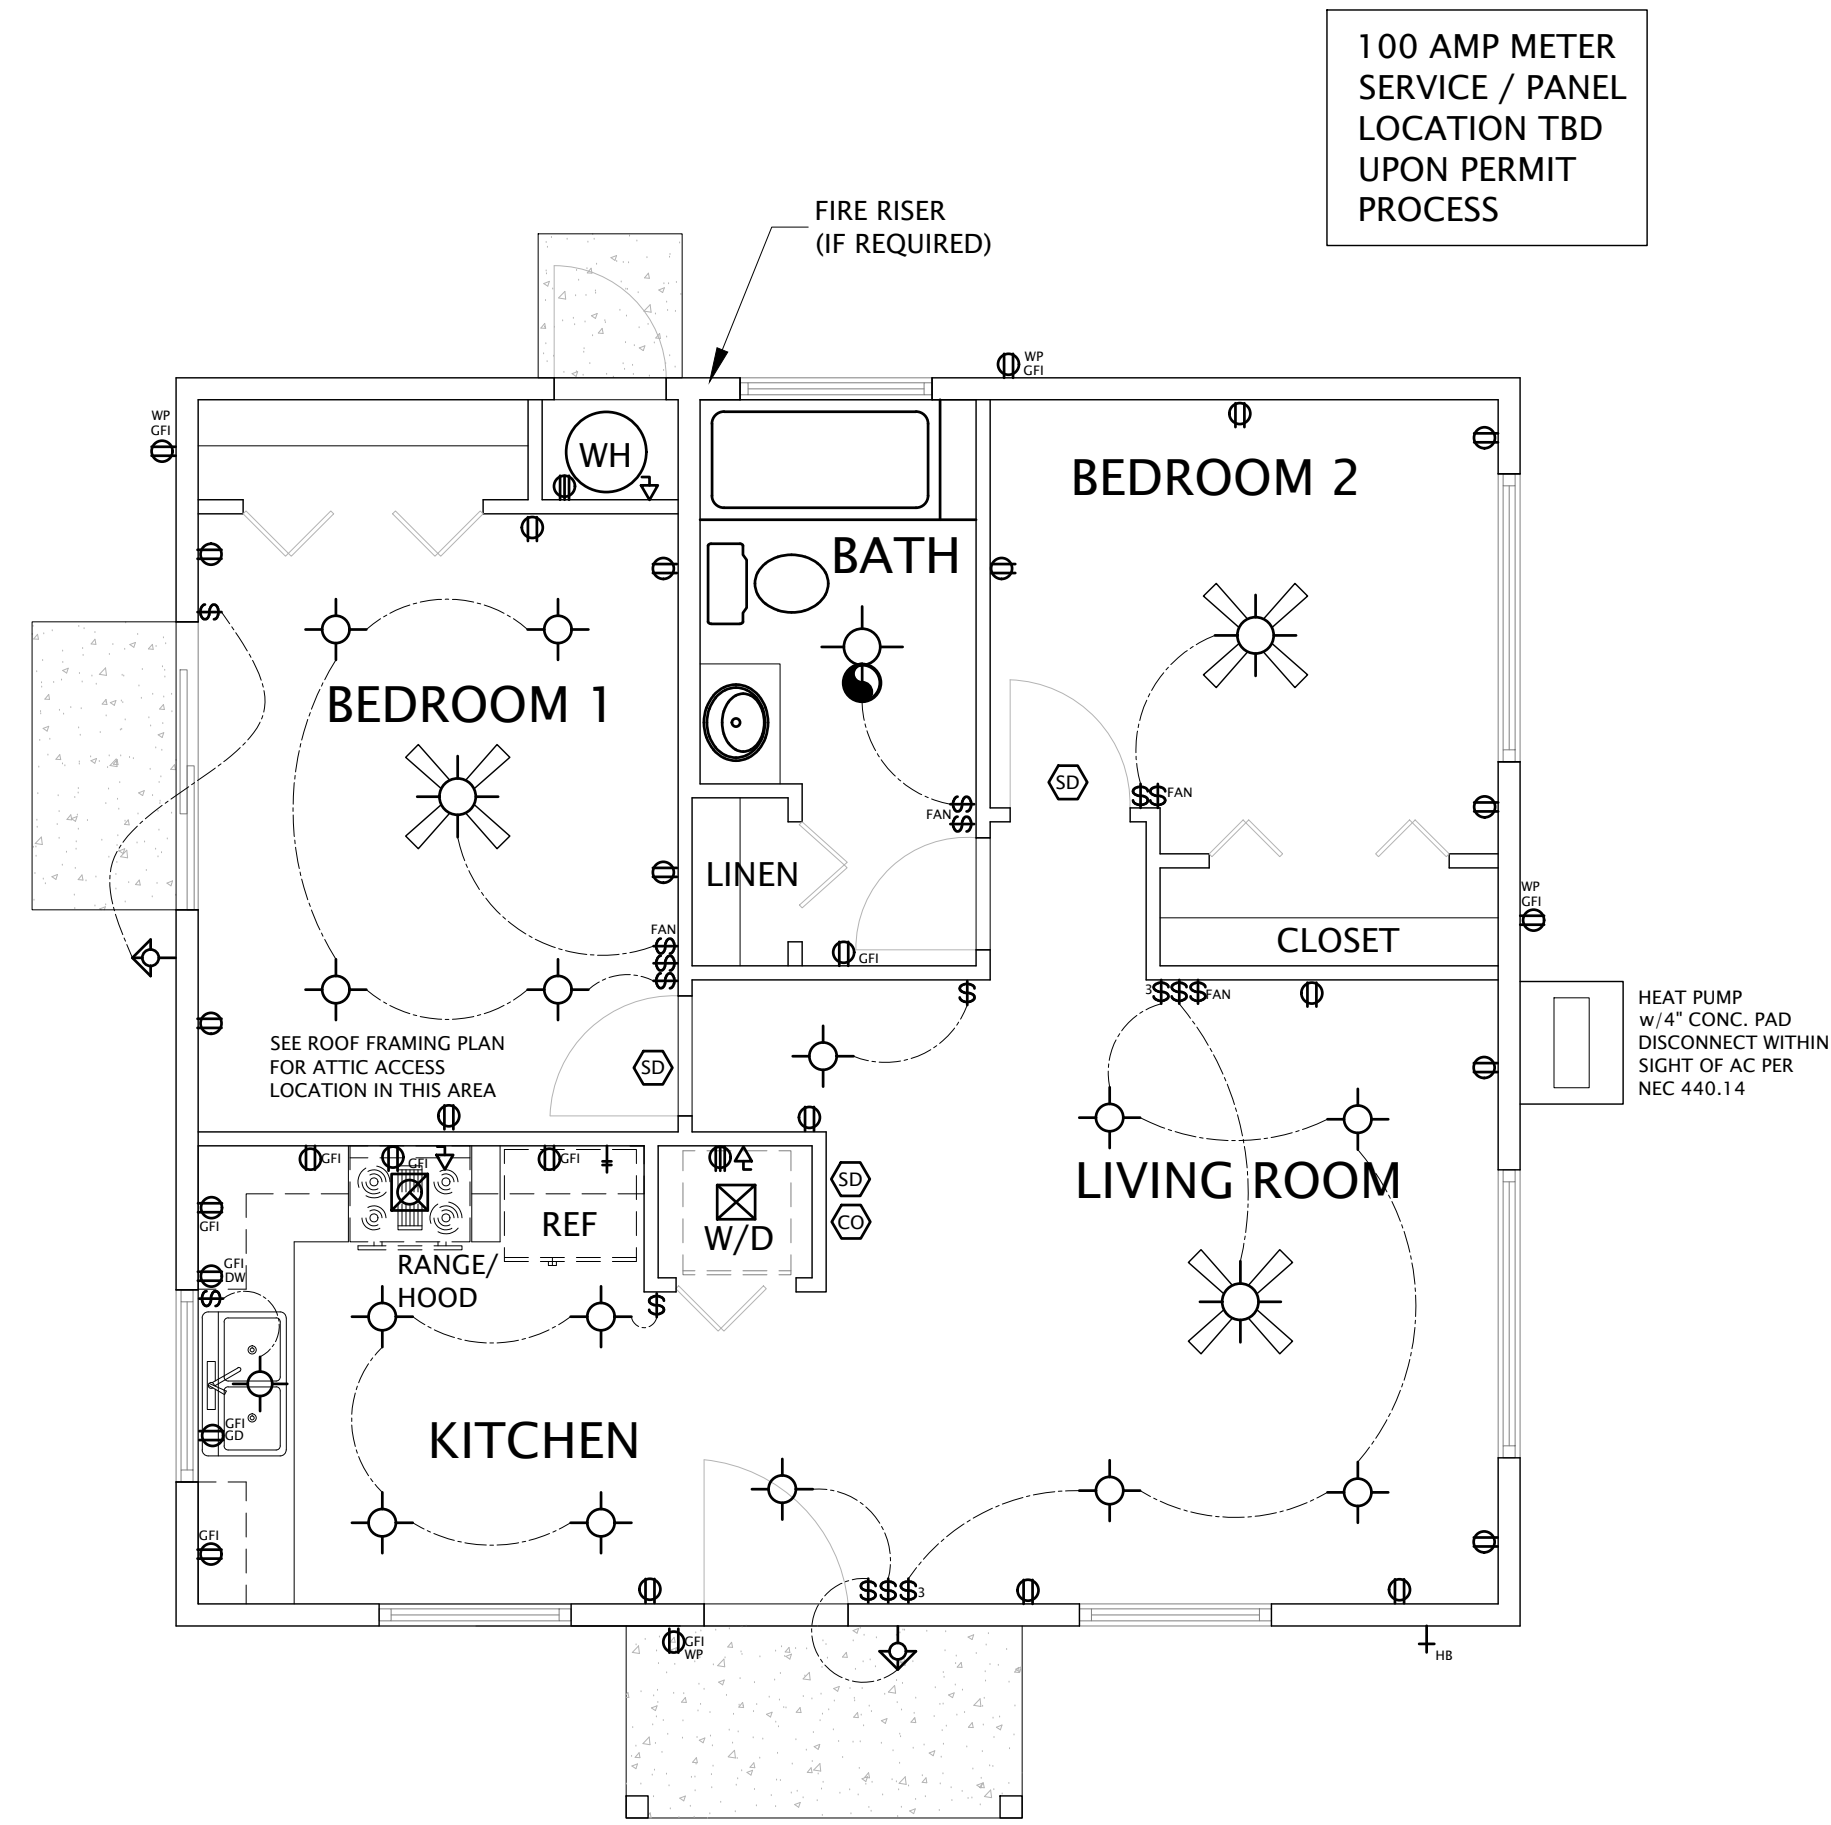 100 AMP METER
SERVICE / PANEL
LOCATION TBD
UPON PERMIT
PROCESS
FIRE RISER
(IF REQUIRED)
WP
GFI
WP
GFI
WH
BEDROOM 2
BATH
BEDROOM 1
SD
$$FAN
$
FAN$
$
LINEN
WP
GFI
FAN
$
$
$
CLOSET
GFI
$
3$$$FAN
HEAT PUMP
w/4" CONC. PAD
DISCONNECT WITHIN
SIGHT OF AC PER
NEC 440.14
SEE ROOF FRAMING PLAN
FOR ATTIC ACCESS
LOCATION IN THIS AREA
SD
GFI
GFI
GFI
SD
CO
LIVING ROOM
GFI
REF
W/D
RANGE/
HOOD
GFI
DW
$
$
KITCHEN
GFI
GD
GFI
$$$3
GFI
WP
HB